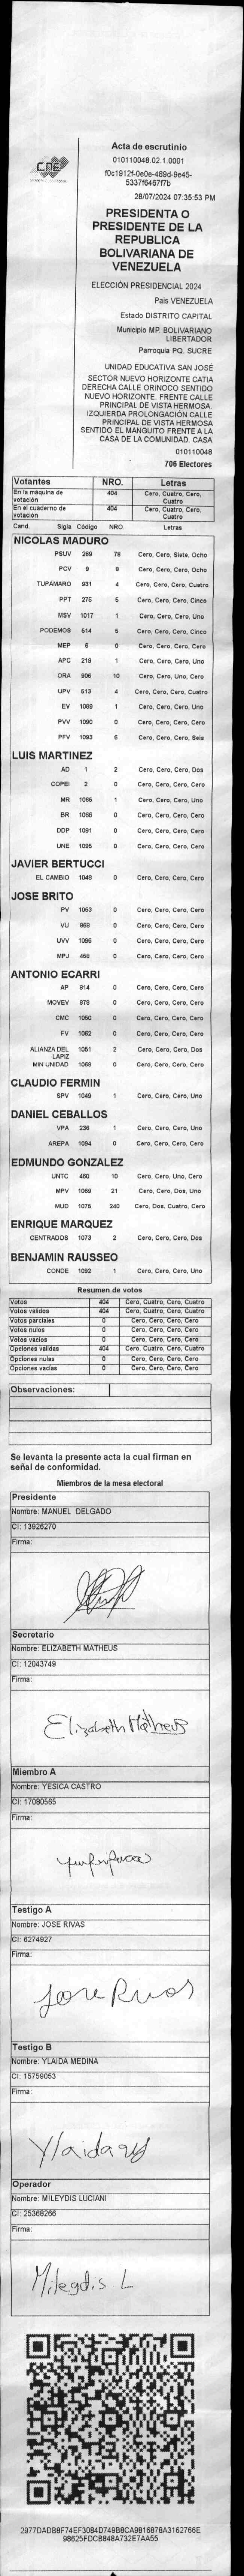 CNE
Acta de escrutinio
010110048.02.1.0001
f0c1912f-0e0e-489d-9e45-
5337f6467f7b
28/07/2024 07:35:53 PM
PRESIDENTA O
PRESIDENTE DE LA
REPUBLICA
BOLIVARIANA DE
VENEZUELA
ELECCIÓN PRESIDENCIAL 2024
País VENEZUELA
Estado DISTRITO CAPITAL
Municipio MP. BOLIVARIANO
LIBERTADOR
Parroquia PQ. SUCRE
UNIDAD EDUCATIVA SAN JOSÉ
SECTOR NUEVO HORIZONTE CATIA
DERECHA CALLE ORINOCO SENTIDO
NUEVO HORIZONTE. FRENTE CALLE
PRINCIPAL DE VISTA HERMOSA.
IZQUIERDA PROLONGACIÓN CALLE
PRINCIPAL DE VISTA HERMOSA
SENTIDO EL MANGUITO FRENTE A LA
CASA DE LA COMUNIDAD. CASA
010110048
706 Electores
Votantes NRO. Letras
En la máquina de votación 404 Cero, Cuatro, Cero, Cuatro
En el cuaderno de votación 404 Cero, Cuatro, Cero, Cuatro
Cand. Sigla Código NRO. Letras
NICOLAS MADURO
PSUV 269 78 Cero, Cero, Siete, Ocho
PCV 9 8 Cero, Cero, Cero, Ocho
TUPAMARO 931 4 Cero, Cero, Cero, Cuatro
PPT 276 5 Cero, Cero, Cero, Cinco
MSV 1017 1 Cero, Cero, Cero, Uno
PODEMOS 514 5 Cero, Cero, Cero, Cinco
MEP 6 0 Cero, Cero, Cero, Cero
APC 219 1 Cero, Cero, Cero, Uno
ORA 906 10 Cero, Cero, Uno, Cero
UPV 513 4 Cero, Cero, Cero, Cuatro
EV 1089 1 Cero, Cero, Cero, Uno
PVV 1090 0 Cero, Cero, Cero, Cero
PFV 1093 6 Cero, Cero, Cero, Seis
LUIS MARTINEZ
AD 1 2 Cero, Cero, Cero, Dos
COPEI 2 0 Cero, Cero, Cero, Cero
MR 1065 1 Cero, Cero, Cero, Uno
BR 1066 0 Cero, Cero, Cero, Cero
DDP 1091 0 Cero, Cero, Cero, Cero
UNE 1095 0 Cero, Cero, Cero, Cero
JAVIER BERTUCCI
EL CAMBIO 1048 0 Cero, Cero, Cero, Cero
JOSE BRITO
PV 1053 0 Cero, Cero, Cero, Cero
VU 969 0 Cero, Cero, Cero, Cero
UVV 1096 0 Cero, Cero, Cero, Cero
MPJ 458 0 Cero, Cero, Cero, Cero
ANTONIO ECARRI
AP 914 0 Cero, Cero, Cero, Cero
MOVEV 979 0 Cero, Cero, Cero, Cero
CMC 1050 0 Cero, Cero, Cero, Cero
FV 1062 0 Cero, Cero, Cero, Cero
ALIANZA DEL LAPIZ 1051 2 Cero, Cero, Cero, Dos
MIN UNIDAD 1068 0 Cero, Cero, Cero, Cero
CLAUDIO FERMIN
SPV 1049 1 Cero, Cero, Cero, Uno
DANIEL CEBALLOS
VPA 236 1 Cero, Cero, Cero, Uno
AREPA 1094 0 Cero, Cero, Cero, Cero
EDMUNDO GONZALEZ
UNTC 460 10 Cero, Cero, Uno, Cero
MPV 1069 21 Cero, Cero, Dos, Uno
MUD 1075 240 Cero, Dos, Cuatro, Cero
ENRIQUE MARQUEZ
CENTRADOS 1073 2 Cero, Cero, Cero, Dos
BENJAMIN RAUSSEO
CONDE 1092 1 Cero, Cero, Cero, Uno
Resumen de votos
Votos 404 Cero, Cuatro, Cero, Cuatro
Votos validos 404 Cero, Cuatro, Cero, Cuatro
Votos parciales 0 Cero, Cero, Cero, Cero
Votos nulos 0 Cero, Cero, Cero, Cero
Votos vacios 0 Cero, Cero, Cero, Cero
Opciones válidas 404 Cero, Cuatro, Cero, Cuatro
Opciones nulas 0 Cero, Cero, Cero, Cero
Opciones vacías 0 Cero, Cero, Cero, Cero
Observaciones:
Se levanta la presente acta la cual firman en
señal de conformidad.
Miembros de la mesa electoral
Presidente
Nombre: MANUEL DELGADO
CI: 13926270
Firma:
Secretario
Nombre: ELIZABETH MATHEUS
CI: 12043749
Firma:
Elizabeth Matheus
Miembro A
Nombre: YESICA CASTRO
CI: 17080565
Firma:
Testigo A
Nombre: JOSE RIVAS
CI: 6274927
Firma:
Jose Rivas
Testigo B
Nombre: YLAIDA MEDINA
CI: 15759053
Firma:
Ylaida
Operador
Nombre: MILEYDIS LUCIANI
CI: 25368266
Firma:
Mileydis L
2977DADB8F74EF3084D749B8CA9816878A3162766E
98625FDCB848A732E7AA55